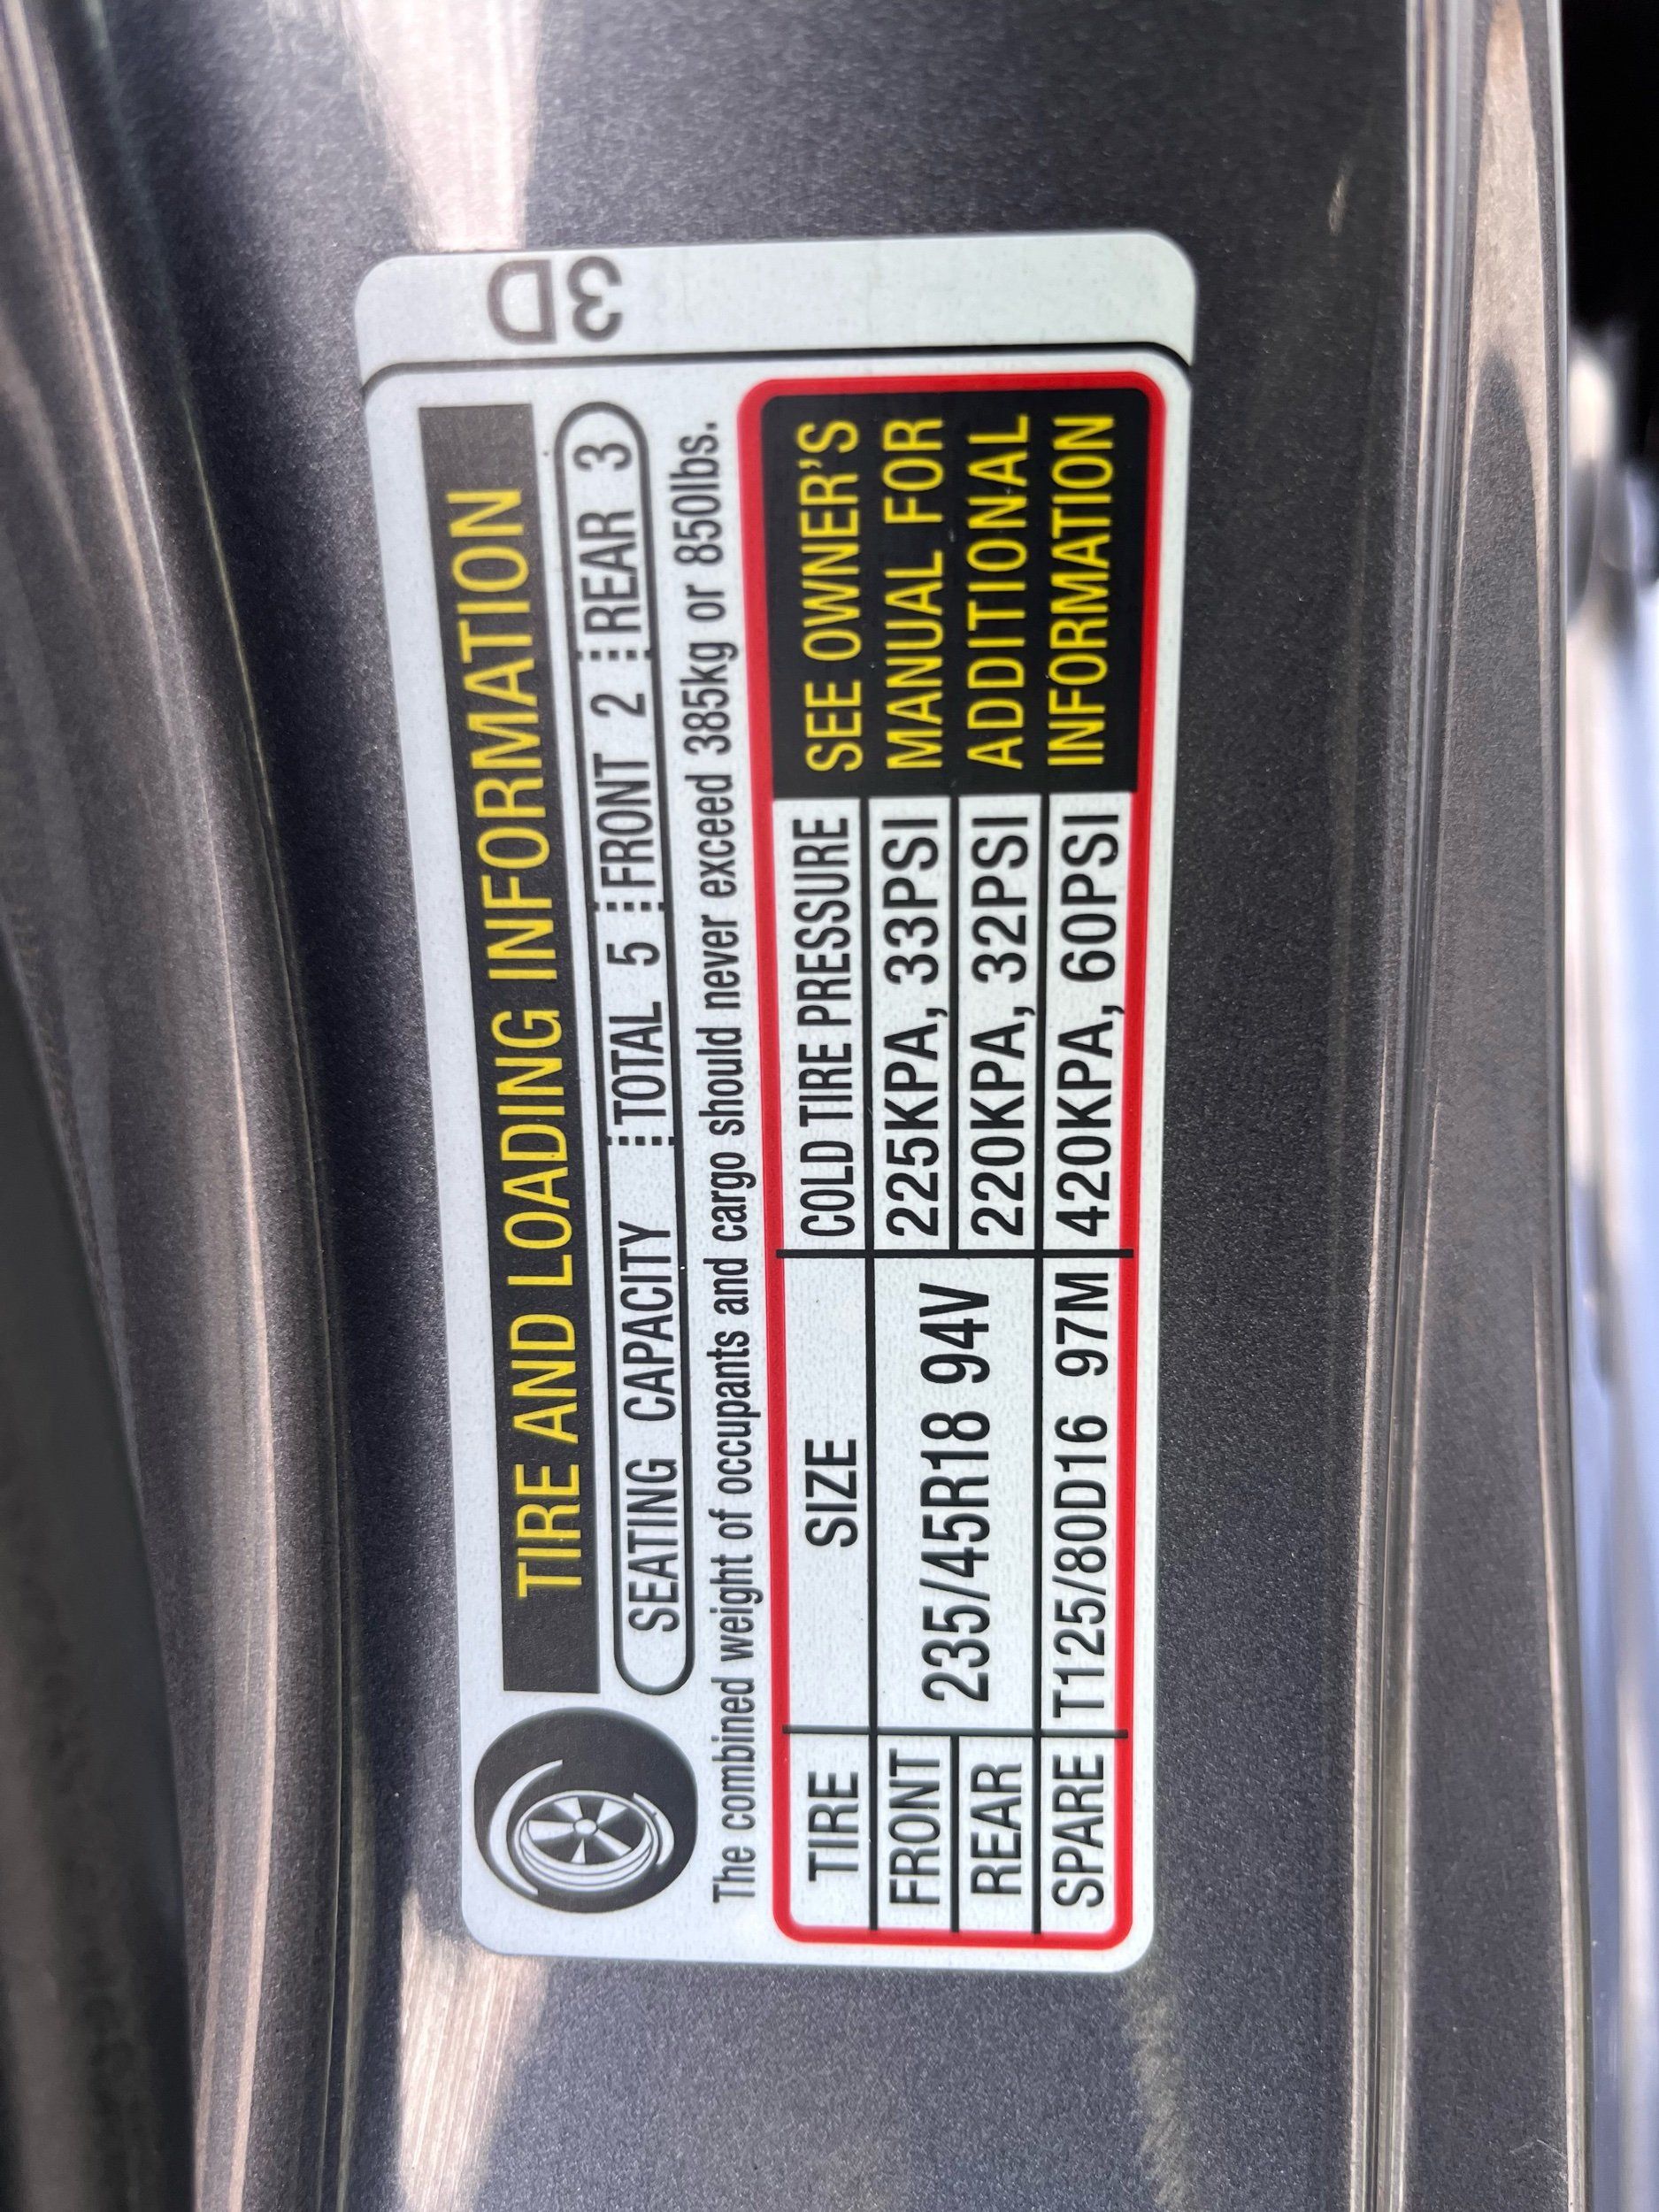 TIRE AND LOADING INFORMATION
SEATING CAPACITY TOTAL 5 FRONT 2 REAR 3
The combined weight of occupants and cargo should never exceed 385kg or 850lbs.
TIRE SIZE COLD TIRE PRESSURE
FRONT 235/45R18 94V 225KPA, 33PSI
REAR 220KPA, 32PSI
SPARE T125/80D16 97M 420KPA, 60PSI
SEE OWNER'S
MANUAL FOR
ADDITIONAL
INFORMATION
3D